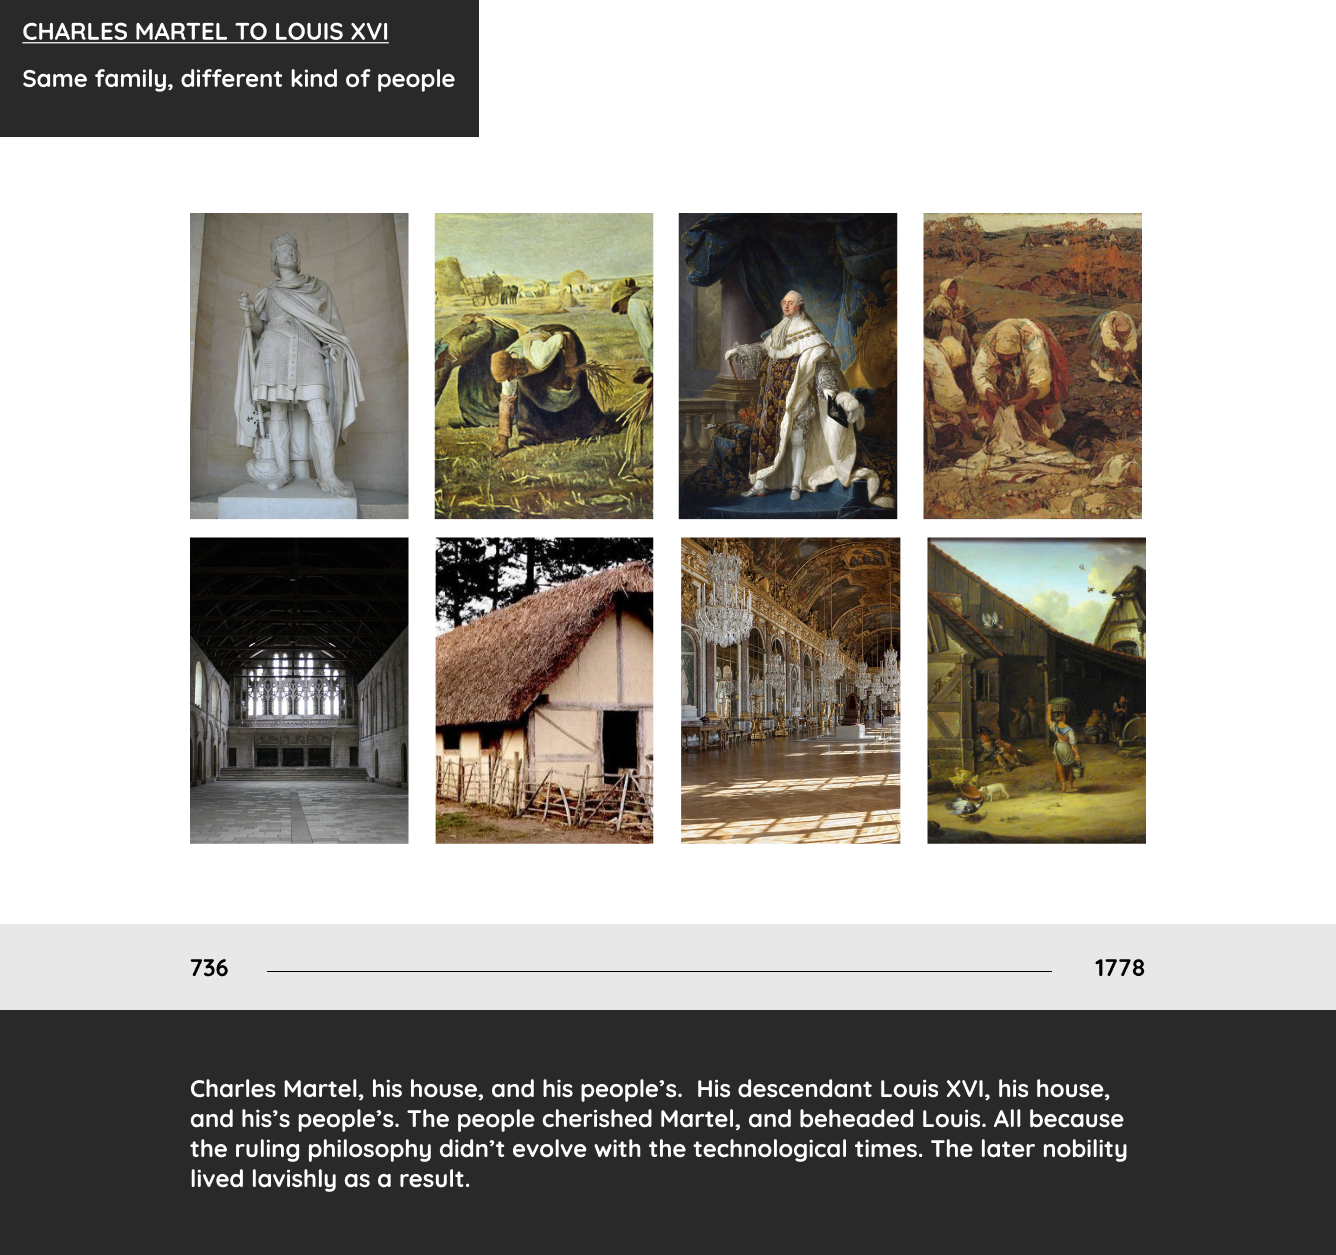 CHARLES MARTEL TO LOUIS XVI
Same family, different kind of people
736
1778
Charles Martel, his house, and his people’s.  His descendant Louis XVI, his house,
and his’s people’s. The people cherished Martel, and beheaded Louis. All because
the ruling philosophy didn’t evolve with the technological times. The later nobility
lived lavishly as a result.